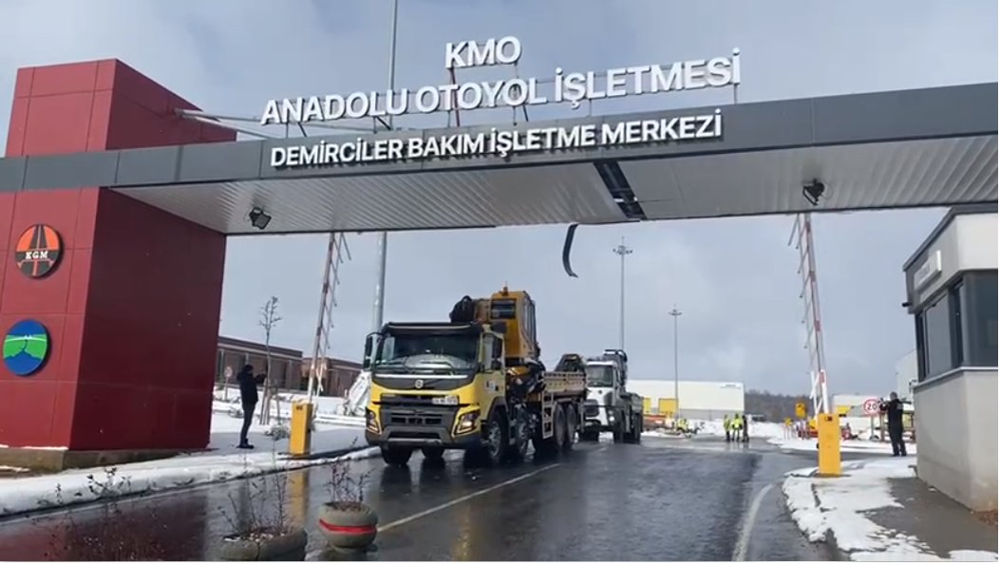 KMO
ANADOLU OTOYOL İŞLETMESİ
DEMİRCİLER BAKIM İŞLETME MERKEZİ
KGM
VOLVO
20